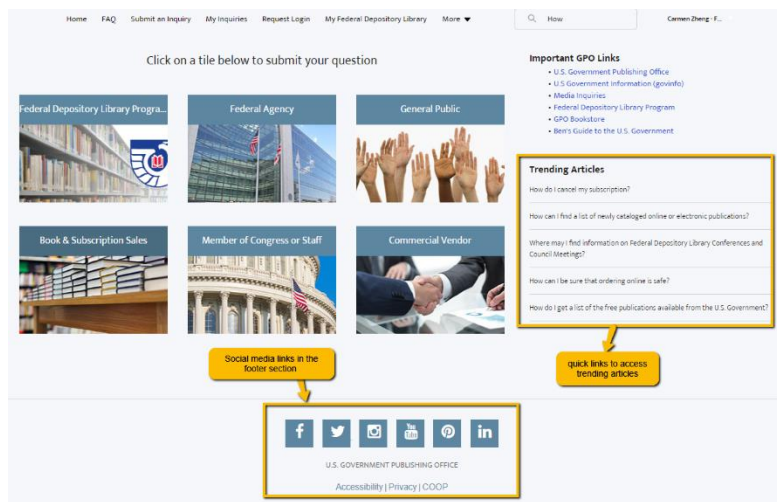 Home FAQ Submit an Inquiry My Inquiries Request Login My Federal Depository Library More How Carmen Zheng - F...
Click on a tile below to submit your question
Federal Depository Library Progra...
Federal Agency
General Public
Book & Subscription Sales
Member of Congress or Staff
Commercial Vendor
Important GPO Links
• U.S. Government Publishing Office
• U.S Government Information (govinfo)
• Media Inquiries
• Federal Depository Library Program
• GPO Bookstore
• Ben's Guide to the U.S. Government
Trending Articles
How do I cancel my subscription?
How can I find a list of newly cataloged online or electronic publications?
Where may I find information on Federal Depository Library Conferences and
Council Meetings?
How can I be sure that ordering online is safe?
How do I get a list of the free publications available from the U.S. Government?
Social media links in the
footer section
quick links to access
trending articles
f You Tube in
U.S. GOVERNMENT PUBLISHING OFFICE
Accessibility | Privacy | COOP